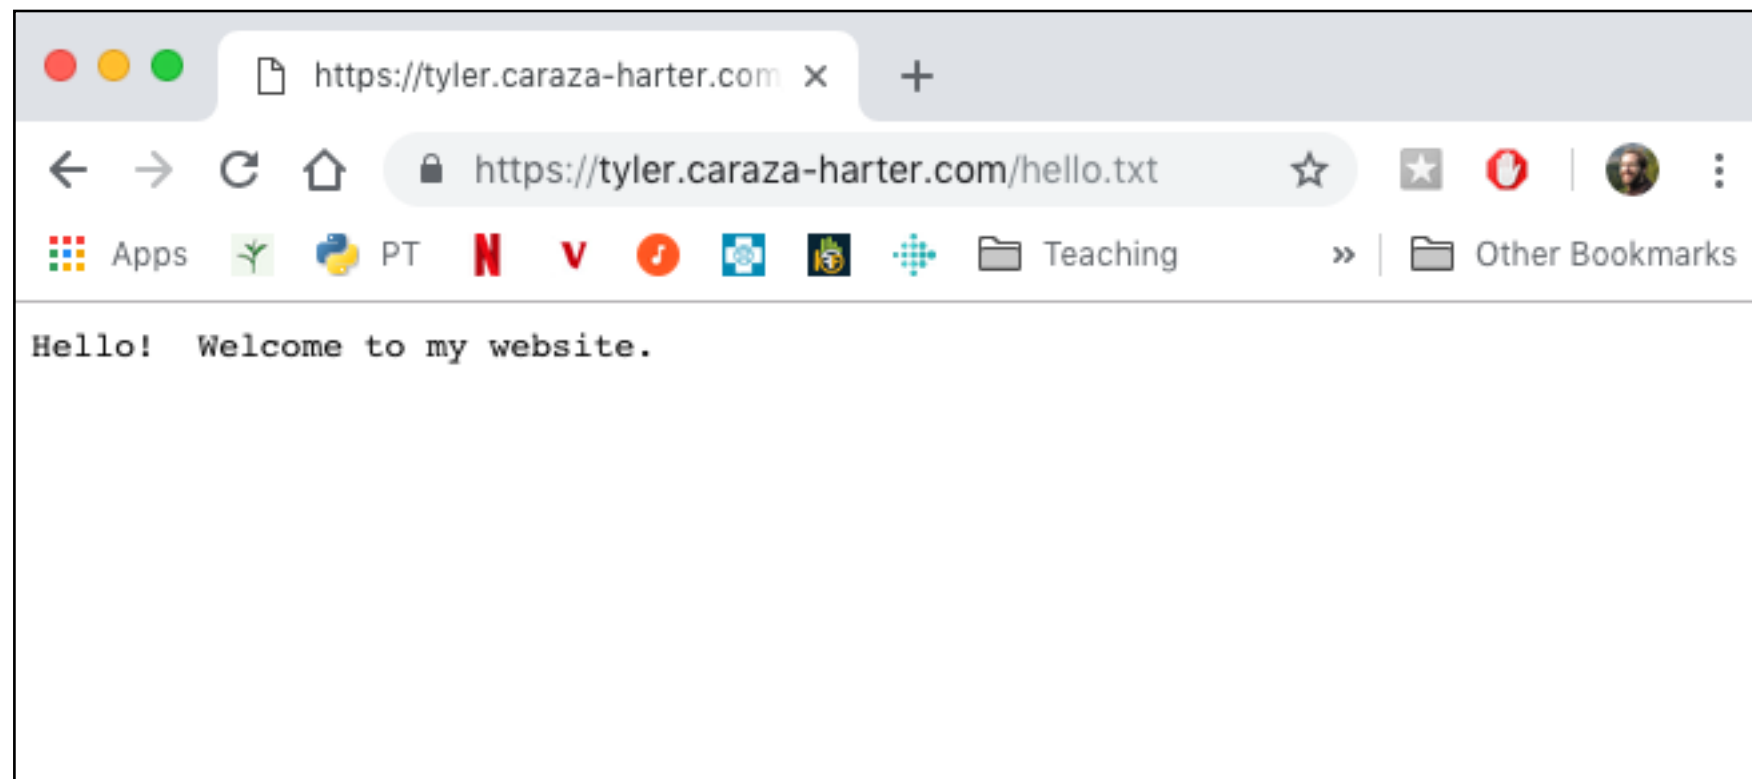 https://tyler.caraza-harter.com
https://tyler.caraza-harter.com/hello.txt
Apps PT N V Teaching » Other Bookmarks
Hello!  Welcome to my website.